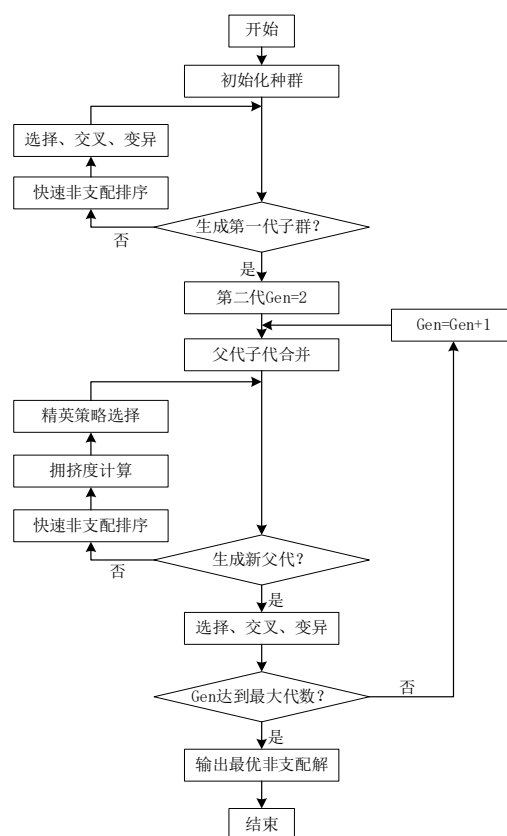 开始
初始化种群
选择、交叉、变异
快速非支配排序
生成第一代子群?
否
是
第二代Gen=2
Gen=Gen+1
父代子代合并
精英策略选择
拥挤度计算
快速非支配排序
生成新父代?
否
是
选择、交叉、变异
Gen达到最大代数?
否
是
输出最优非支配解
结束